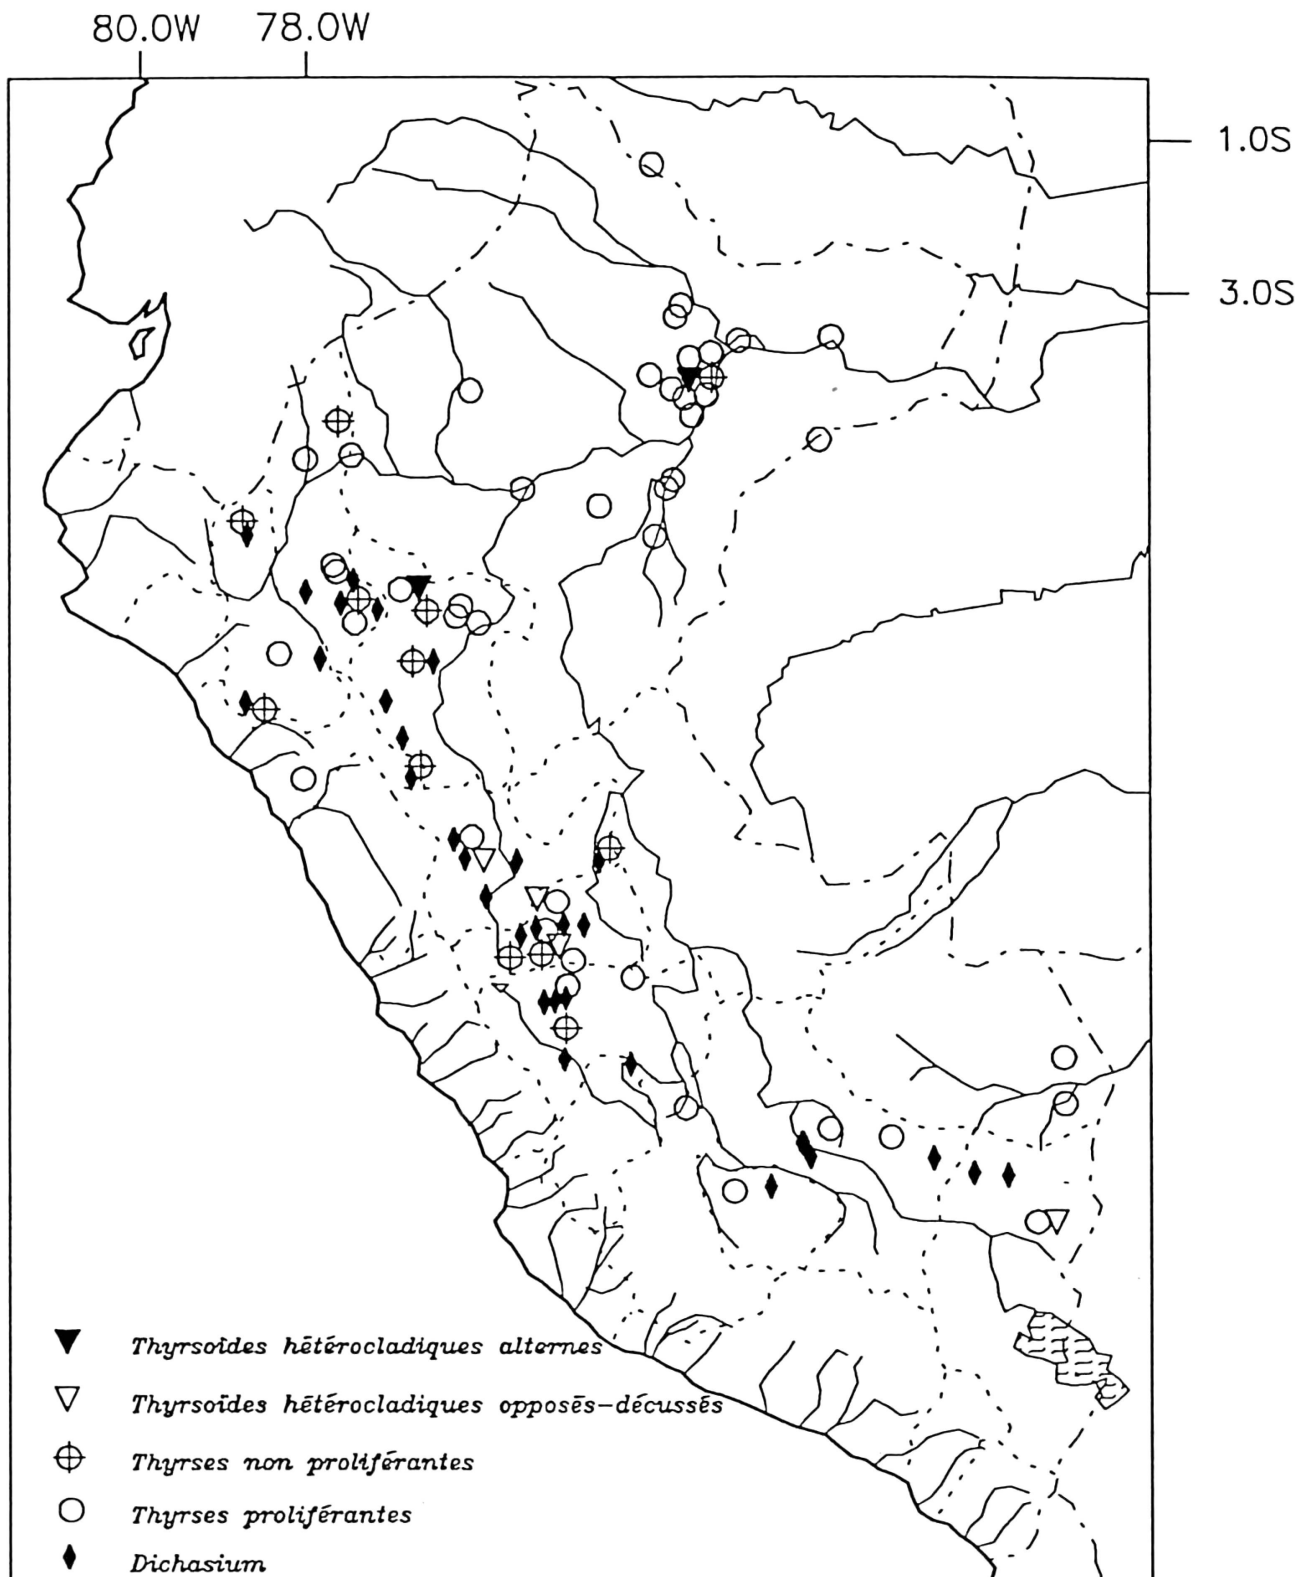 80.0W 78.0W
1.0S
3.0S
Thyrsoïdes hétérocladiques alternes
Thyrsoïdes hétérocladiques opposés-décussés
Thyrses non proliférantes
Thyrses proliférantes
Dichasium